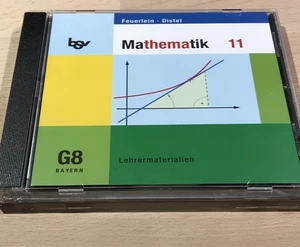 Feuerlein · Distel
bsv
Mathematik 11
G8
BAYERN
Lehrermaterialien